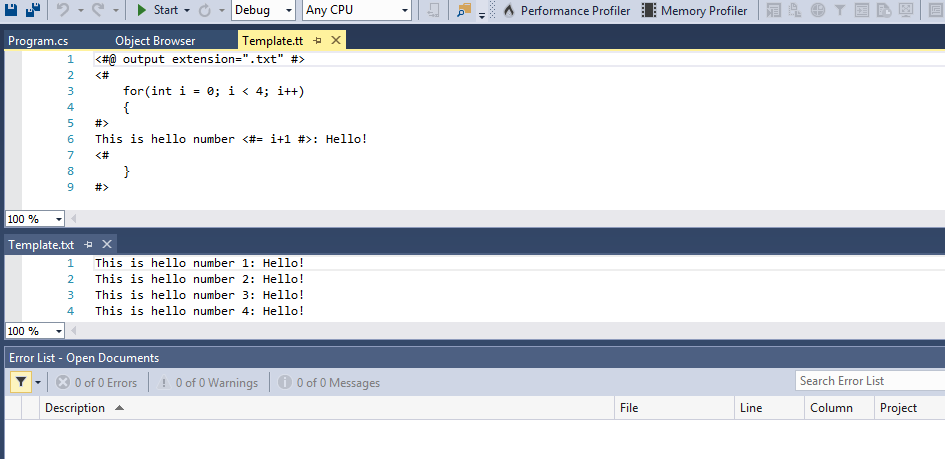 Start Debug Any CPU Performance Profiler Memory Profiler
Program.cs Object Browser Template.tt
1 <#@ output extension=".txt" #>
2 <#
3 for(int i = 0; i < 4; i++)
4 {
5 #>
6 This is hello number <#= i+1 #>: Hello!
7 <#
8 }
9 #>
100 %
Template.txt
1 This is hello number 1: Hello!
2 This is hello number 2: Hello!
3 This is hello number 3: Hello!
4 This is hello number 4: Hello!
100 %
Error List - Open Documents
0 of 0 Errors 0 of 0 Warnings 0 of 0 Messages Search Error List
Description File Line Column Project